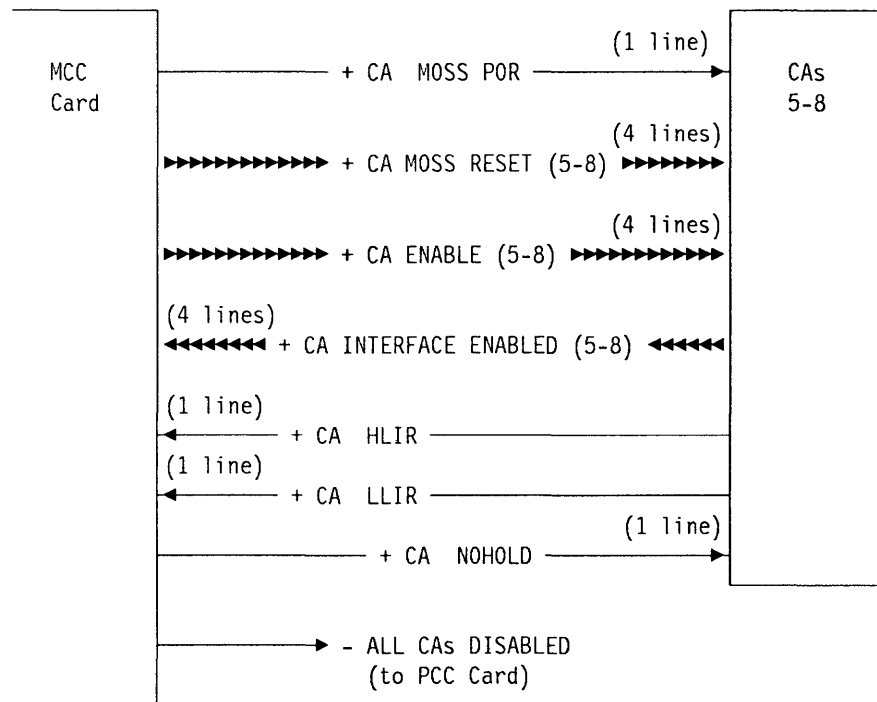 MCC
Card
CAs
5-8
(1 line)
+ CA MOSS POR
(4 lines)
+ CA MOSS RESET (5-8)
(4 lines)
+ CA ENABLE (5-8)
(4 lines)
+ CA INTERFACE ENABLED (5-8)
(1 line)
+ CA HLIR
(1 line)
+ CA LLIR
(1 line)
+ CA NOHOLD
- ALL CAs DISABLED
(to PCC Card)